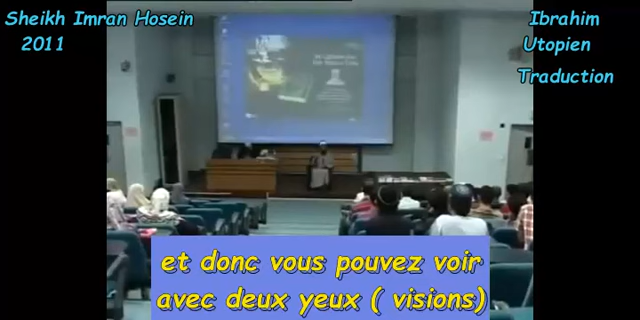 Sheikh Imran Hosein
2011
Ibrahim
Utopien
Traduction
et donc vous pouvez voir
avec deux yeux ( visions)